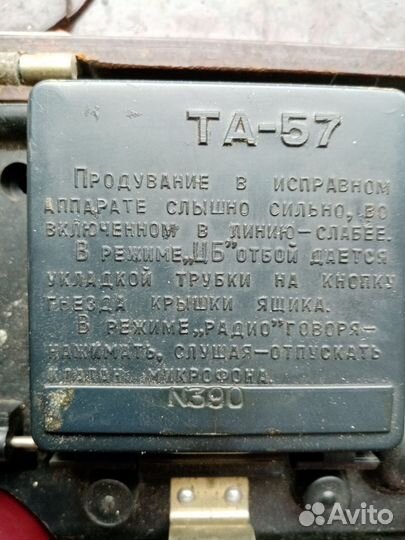 ТА-57
ПРОДУВАНИЕ В ИСПРАВНОМ
АППАРАТЕ СЛЫШНО СИЛЬНО, ВО
ВКЛЮЧЕННОМ В ЛИНИЮ-СЛАБЕЕ.
В РЕЖИМЕ„ЦБ"ОТБОЙ ДАЕТСЯ
УКЛАДКОЙ ТРУБКИ НА КНОПКУ
ГНЕЗДА КРЫШКИ ЯЩИКА.
В РЕЖИМЕ„РАДИО"ГОВОРЯ-
НАЖИМАТЬ, СЛУШАЯ-ОТПУСКАТЬ
КЛАПАН МИКРОФОНА.
N390
Avito